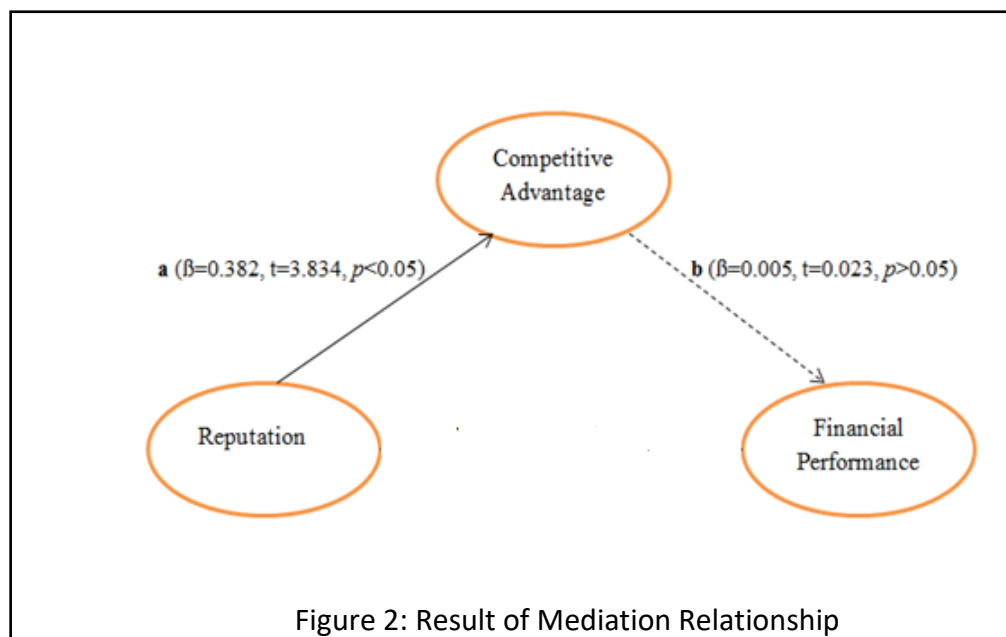 Competitive
Advantage
a (ß=0.382, t=3.834, p<0.05)
b (ß=0.005, t=0.023, p>0.05)
Reputation
Financial
Performance
Figure 2: Result of Mediation Relationship